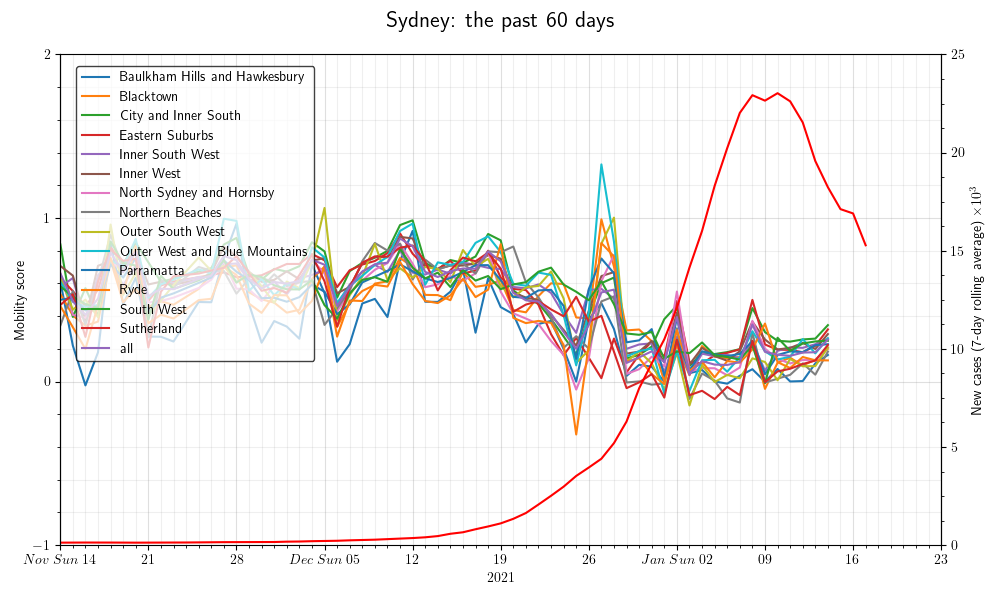 Sydney: the past 60 days
2
1
0
−1
Mobility score
Baulkham Hills and Hawkesbury
Blacktown
City and Inner South
Eastern Suburbs
Inner South West
Inner West
North Sydney and Hornsby
Northern Beaches
Outer South West
Outer West and Blue Mountains
Parramatta
Ryde
South West
Sutherland
all
25
20
15
10
5
0
New cases (7-day rolling average) ×10³
Nov Sun 14
21
28
Dec Sun 05
12
19
26
Jan Sun 02
09
16
23
2021